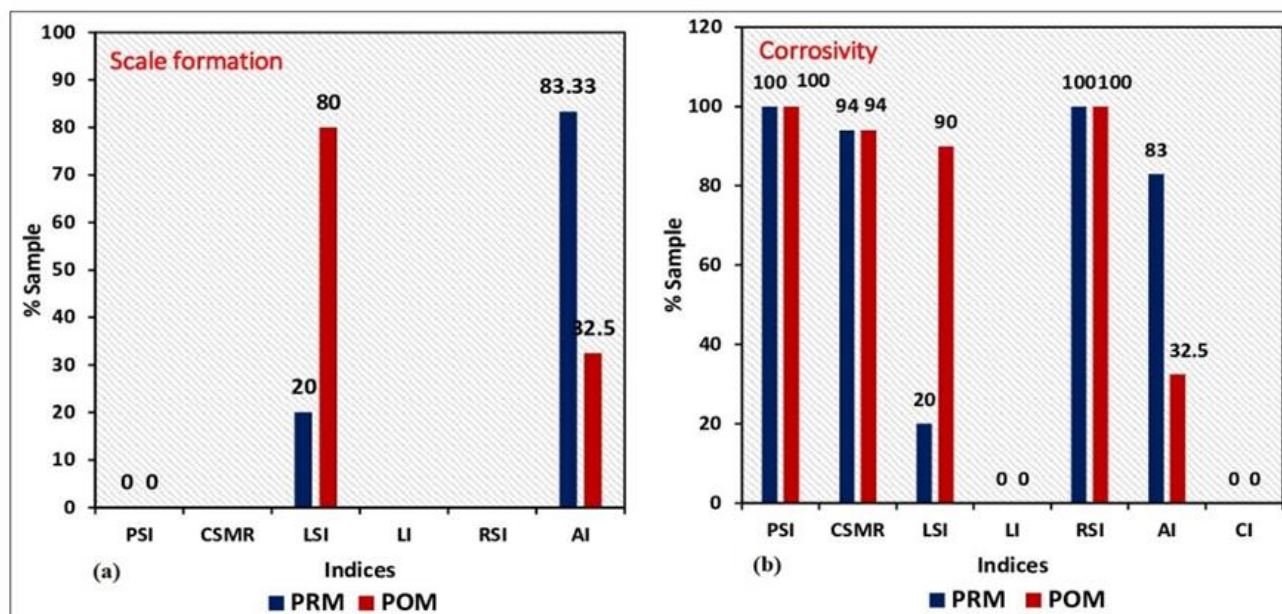 Scale formation
100
90
80
70
60
50
40
30
20
10
0
% Sample
0 0
20
80
83.33
32.5
PSI CSMR LSI LI RSI AI
(a)
Indices
PRM POM
Corrosivity
120
100
80
60
40
20
0
% Sample
100 100
94 94
20
90
0 0
100 100
83
32.5
0 0
PSI CSMR LSI LI RSI AI CI
(b)
Indices
PRM POM